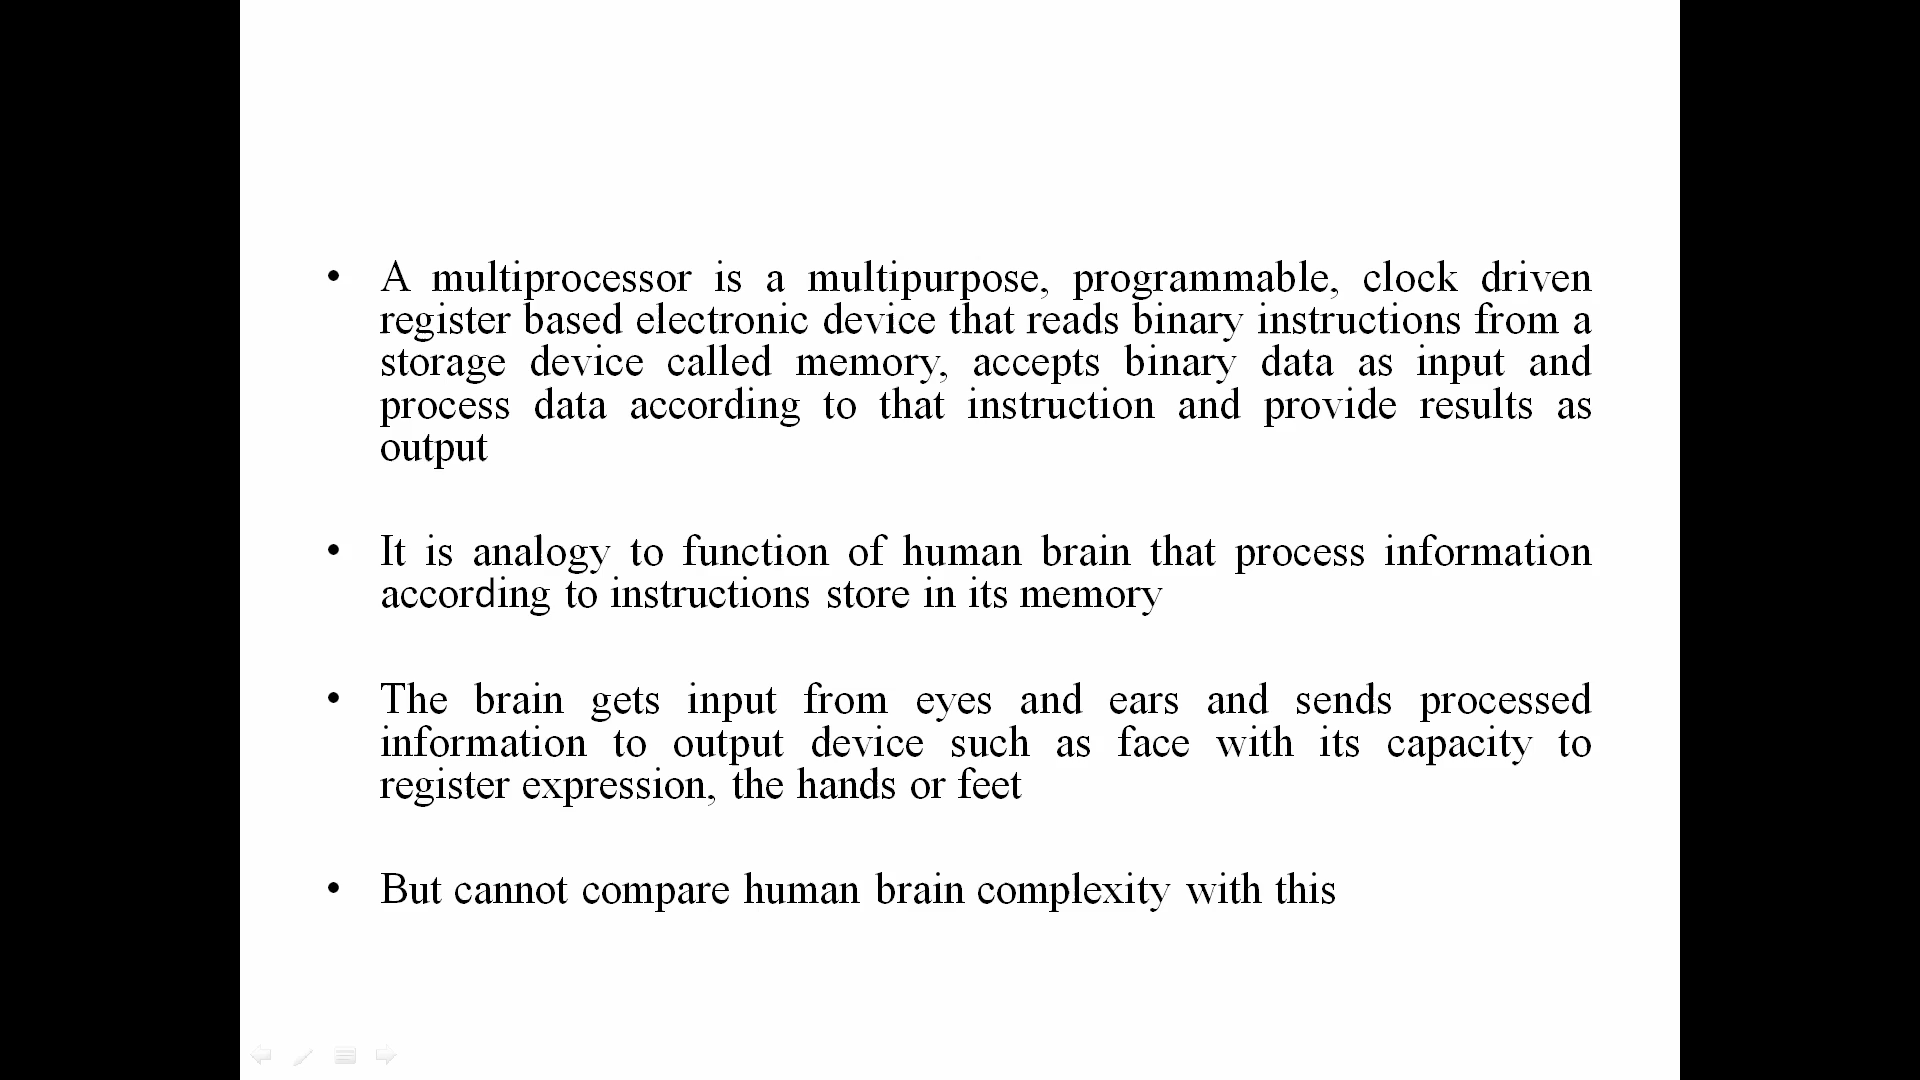 • A multiprocessor is a multipurpose, programmable, clock driven
register based electronic device that reads binary instructions from a
storage device called memory, accepts binary data as input and
process data according to that instruction and provide results as
output
• It is analogy to function of human brain that process information
according to instructions store in its memory
• The brain gets input from eyes and ears and sends processed
information to output device such as face with its capacity to
register expression, the hands or feet
• But cannot compare human brain complexity with this